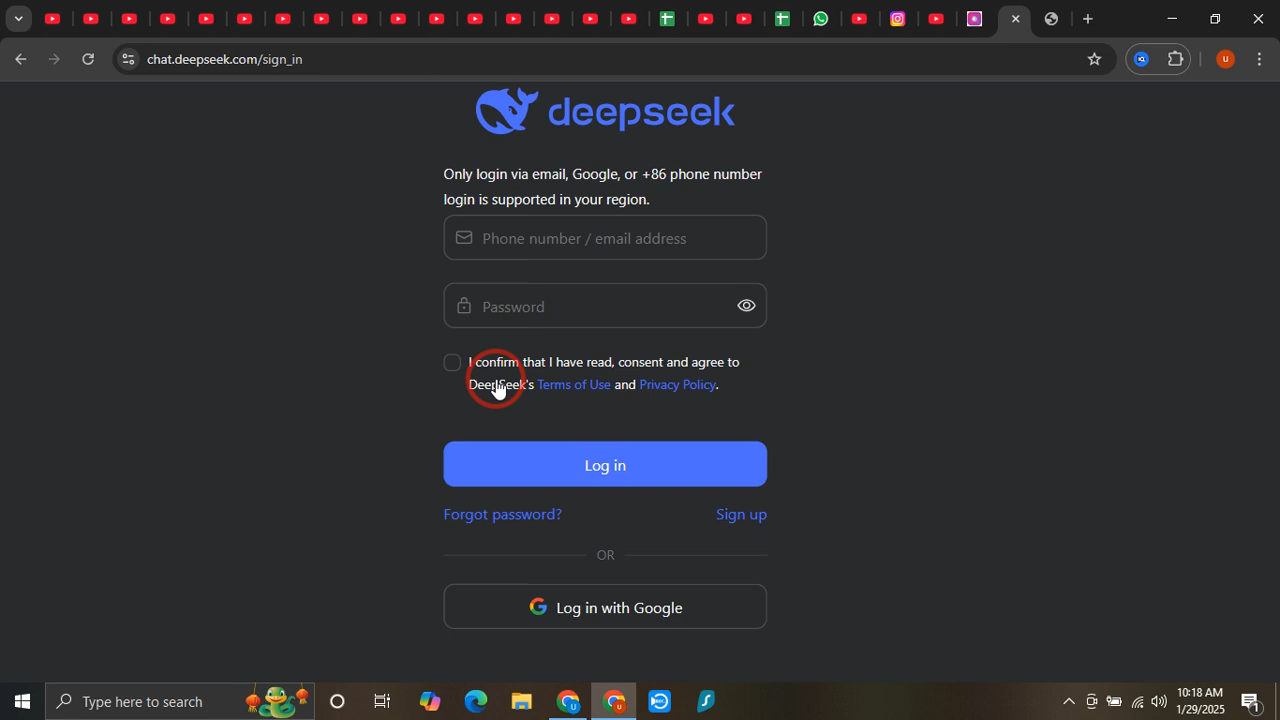 chat.deepseek.com/sign_in
u
deepseek
Only login via email, Google, or +86 phone number
login is supported in your region.
Phone number / email address
Password
I confirm that I have read, consent and agree to
DeepSeek's Terms of Use and Privacy Policy.
Log in
Forgot password?
Sign up
OR
Log in with Google
Type here to search
u
u
REC
10:18 AM
1/29/2025
1